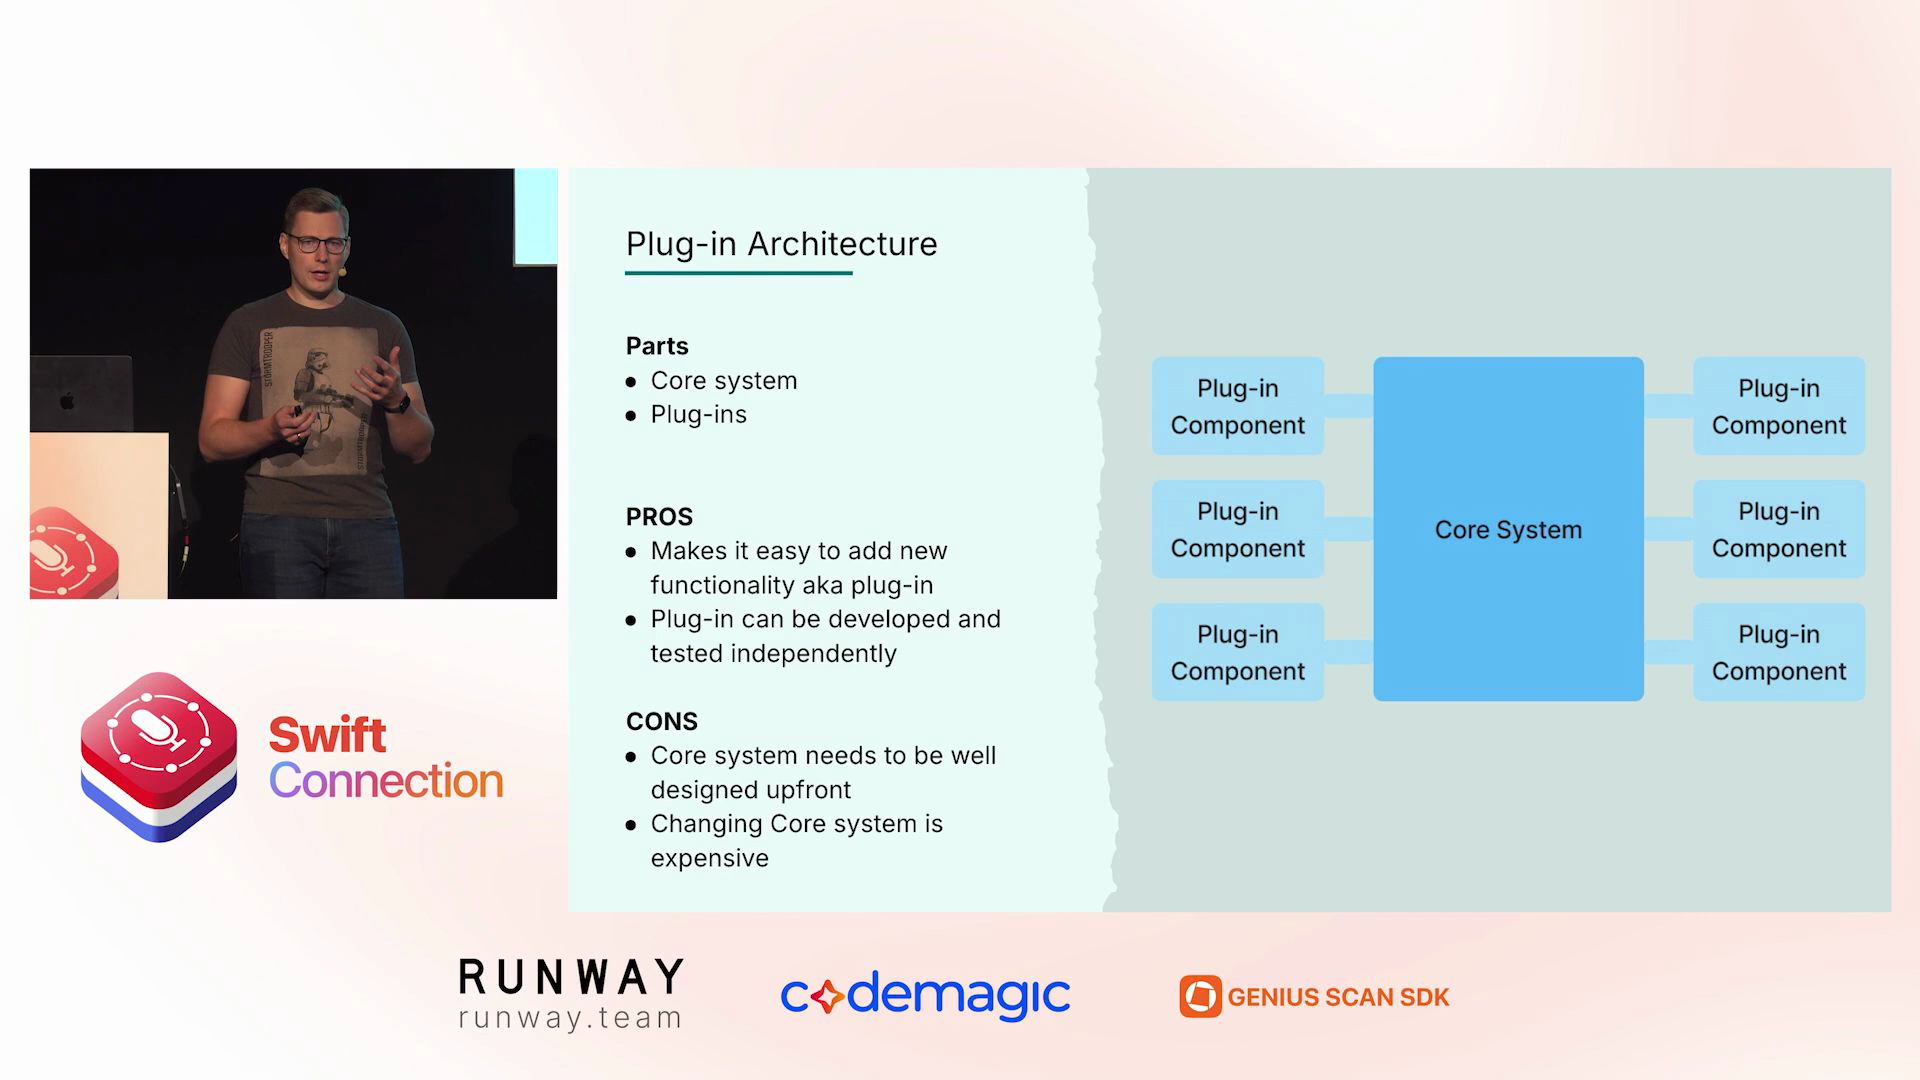 Plug-in Architecture
Parts
• Core system
• Plug-ins
PROS
• Makes it easy to add new
functionality aka plug-in
• Plug-in can be developed and
tested independently
CONS
• Core system needs to be well
designed upfront
• Changing Core system is
expensive
Plug-in
Component
Plug-in
Component
Plug-in
Component
Core System
Plug-in
Component
Plug-in
Component
Plug-in
Component
STORMTROOPER
STORMTROOPER
Swift
Connection
RUNWAY
runway.team
codemagic
GENIUS SCAN SDK